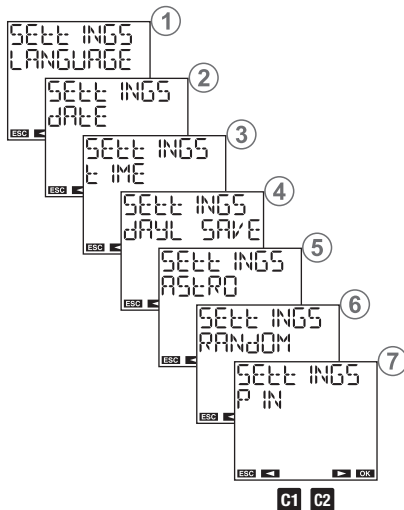 1
SEtt INGS
LANGUAGE
2
SEtt INGS
dAtE
ESC ◄
3
SEtt INGS
t IME
ESC ◄
4
SEtt INGS
dAYL SAVE
ESC ◄
5
SEtt INGS
AStRO
ESC ◄
6
SEtt INGS
RANdOM
ESC ◄
7
SEtt INGS
P IN
ESC ◄ ► OK
ESC ◄
C1 C2